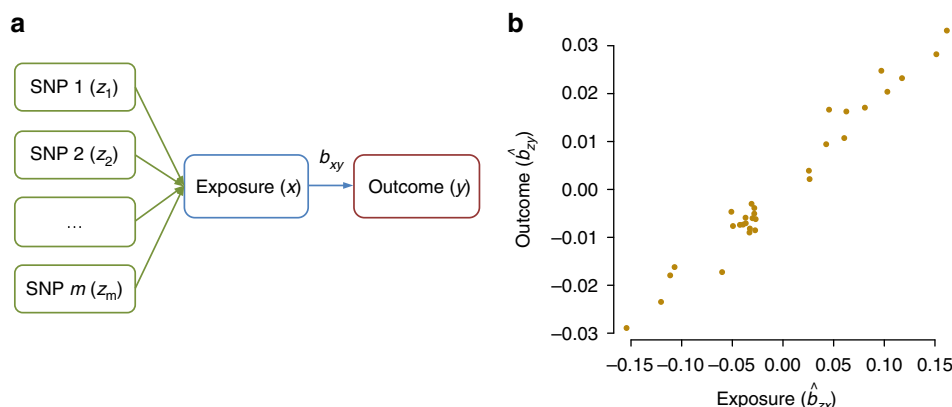 a
SNP 1 (z1)
SNP 2 (z2)
...
SNP m (zm)
Exposure (x)
bxy
Outcome (y)
b
Outcome (b̂zy)
0.03
0.02
0.01
0.00
−0.01
−0.02
−0.03
−0.15 −0.10 −0.05 0.00 0.05 0.10 0.15
Exposure (b̂zx)